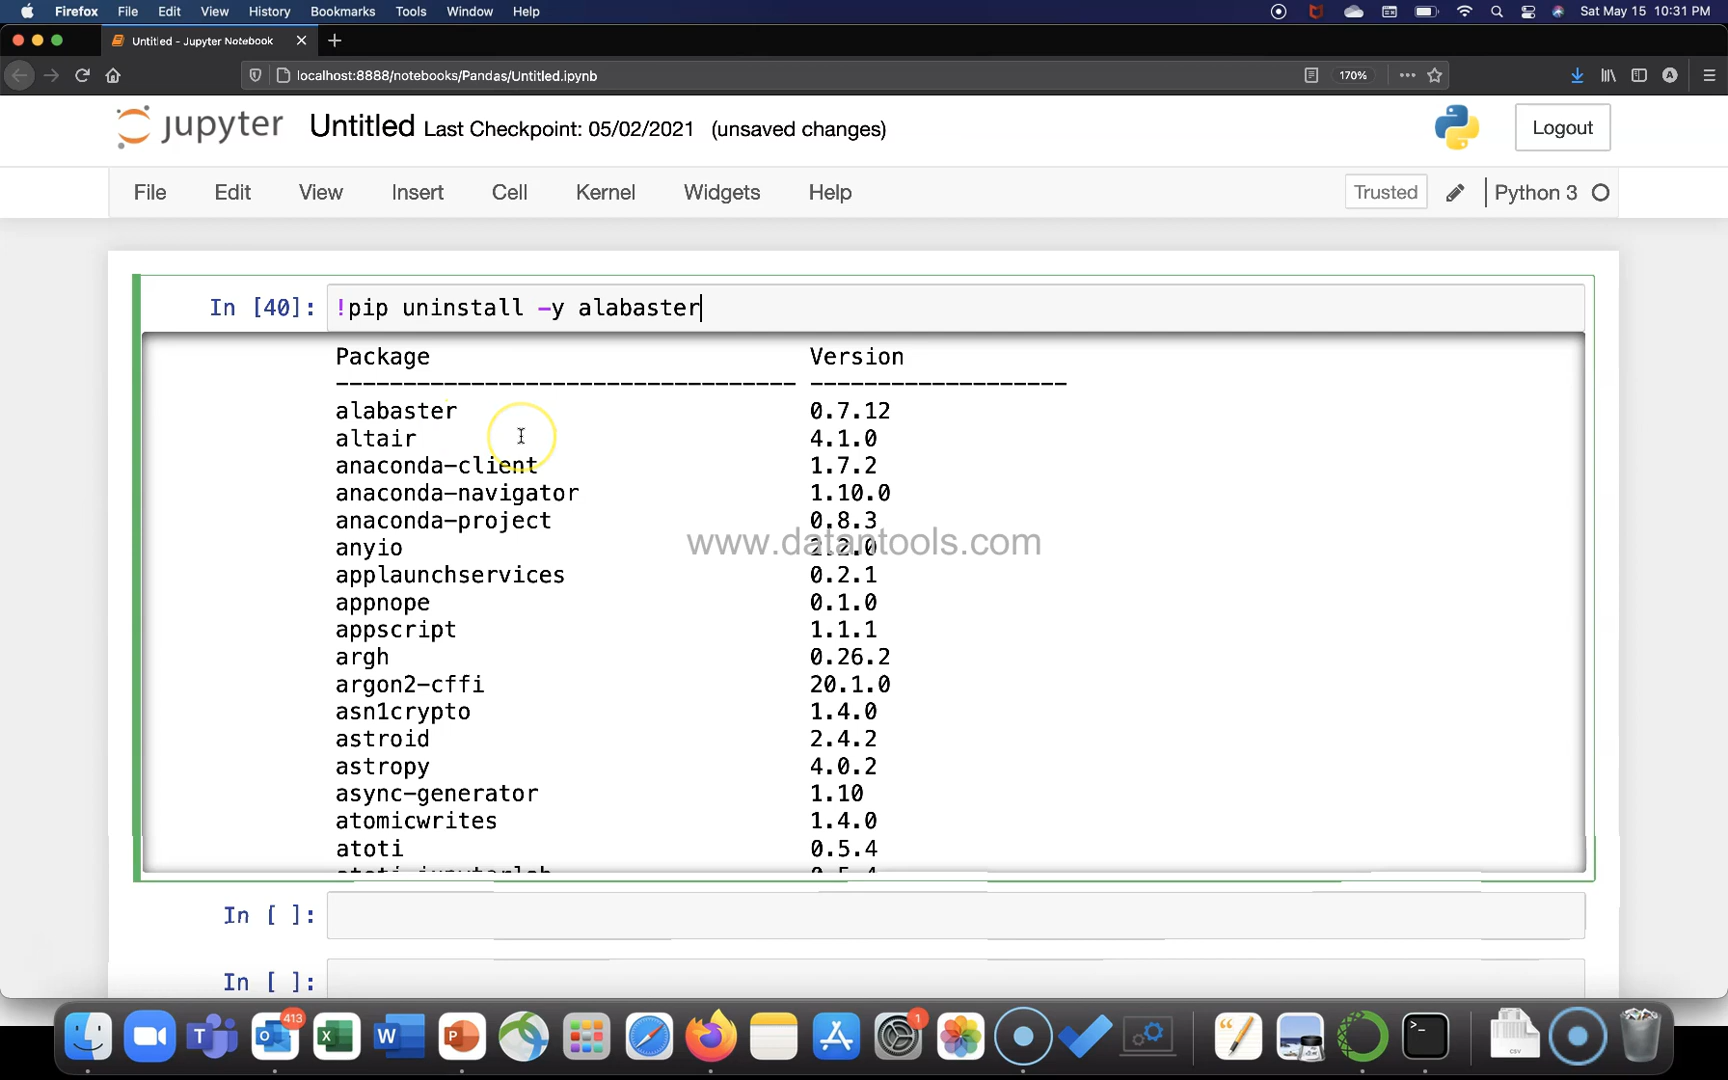 Firefox File Edit View History Bookmarks Tools Window Help Sat May 15 10:31 PM
Untitled - Jupyter Notebook
localhost:8888/notebooks/Pandas/Untitled.ipynb 170% A
jupyter Untitled Last Checkpoint: 05/02/2021 (unsaved changes) Logout
File Edit View Insert Cell Kernel Widgets Help Trusted Python 3
In [40]: !pip uninstall -y alabaster
Package Version
---------------------------------- -------------------
alabaster 0.7.12
altair 4.1.0
anaconda-client 1.7.2
anaconda-navigator 1.10.0
anaconda-project 0.8.3
www.datantools.com
anyio 2.2.0
applaunchservices 0.2.1
appnope 0.1.0
appscript 1.1.1
argh 0.26.2
argon2-cffi 20.1.0
asn1crypto 1.4.0
astroid 2.4.2
astropy 4.0.2
async-generator 1.10
atomicwrites 1.4.0
atoti 0.5.4
In [ ]:
In [ ]:
413
1
CSV